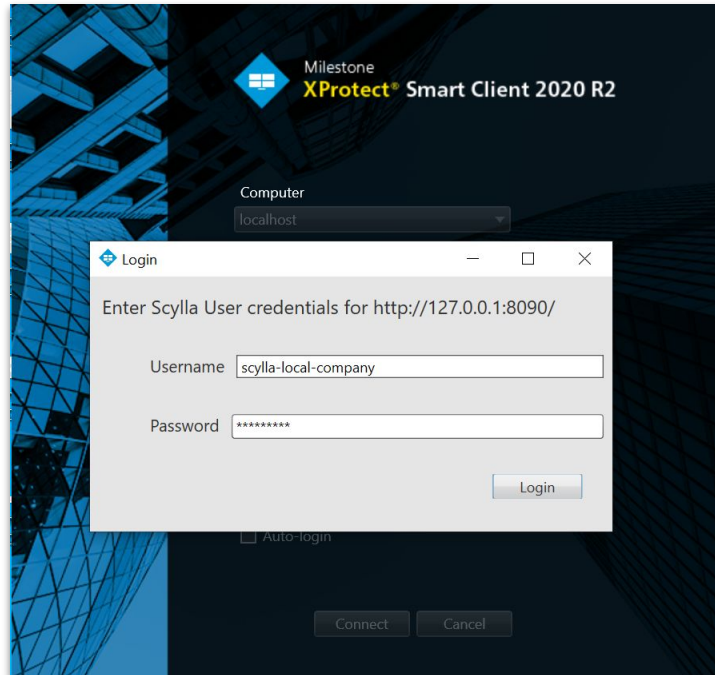 Milestone
XProtect® Smart Client 2020 R2
Computer
localhost
Login
Enter Scylla User credentials for http://127.0.0.1:8090/
Username scylla-local-company
Password *********
Login
Auto-login
Connect Cancel